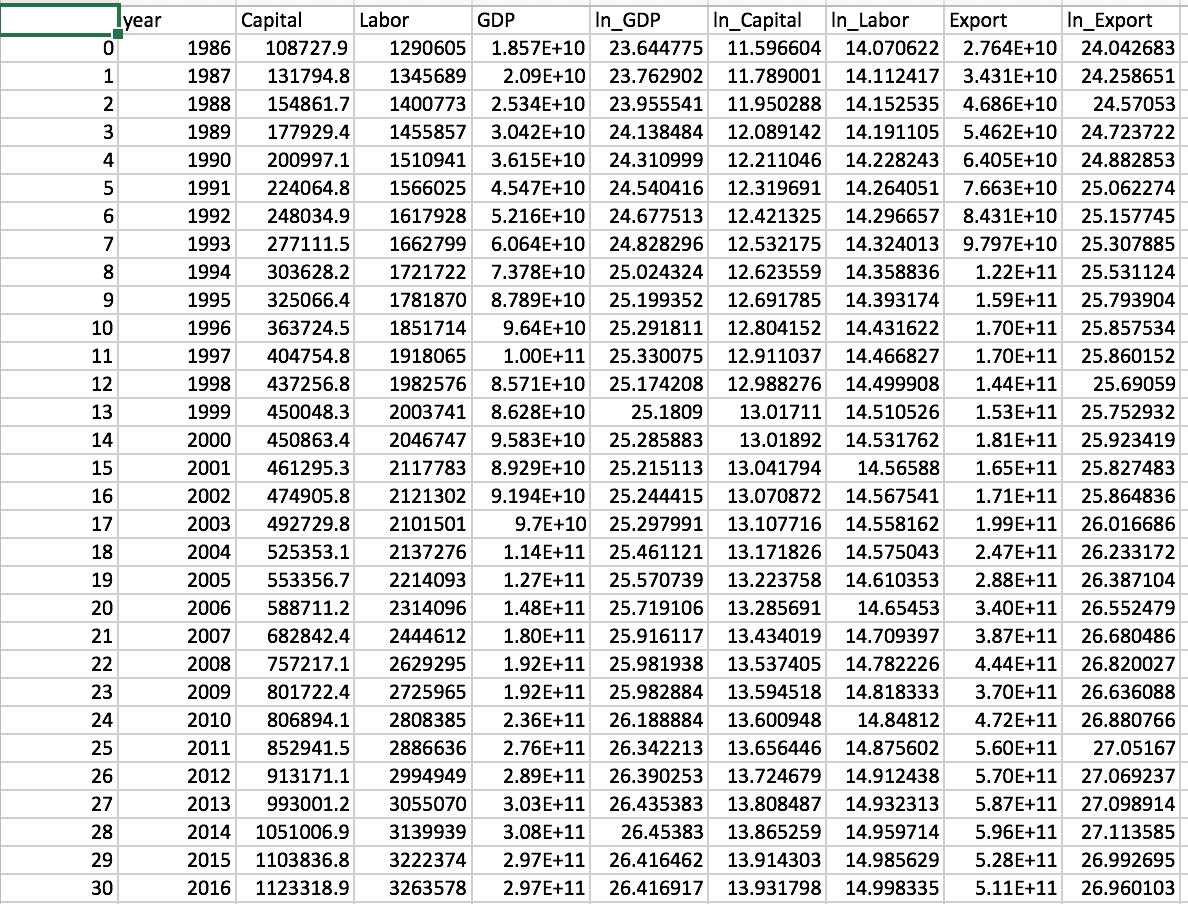 year Capital Labor GDP ln_GDP ln_Capital ln_Labor Export ln_Export
0 1986 108727.9 1290605 1.857E+10 23.644775 11.596604 14.070622 2.764E+10 24.042683
1 1987 131794.8 1345689 2.09E+10 23.762902 11.789001 14.112417 3.431E+10 24.258651
2 1988 154861.7 1400773 2.534E+10 23.955541 11.950288 14.152535 4.686E+10 24.57053
3 1989 177929.4 1455857 3.042E+10 24.138484 12.089142 14.191105 5.462E+10 24.723722
4 1990 200997.1 1510941 3.615E+10 24.310999 12.211046 14.228243 6.405E+10 24.882853
5 1991 224064.8 1566025 4.547E+10 24.540416 12.319691 14.264051 7.663E+10 25.062274
6 1992 248034.9 1617928 5.216E+10 24.677513 12.421325 14.296657 8.431E+10 25.157745
7 1993 277111.5 1662799 6.064E+10 24.828296 12.532175 14.324013 9.797E+10 25.307885
8 1994 303628.2 1721722 7.378E+10 25.024324 12.623559 14.358836 1.22E+11 25.531124
9 1995 325066.4 1781870 8.789E+10 25.199352 12.691785 14.393174 1.59E+11 25.793904
10 1996 363724.5 1851714 9.64E+10 25.291811 12.804152 14.431622 1.70E+11 25.857534
11 1997 404754.8 1918065 1.00E+11 25.330075 12.911037 14.466827 1.70E+11 25.860152
12 1998 437256.8 1982576 8.571E+10 25.174208 12.988276 14.499908 1.44E+11 25.69059
13 1999 450048.3 2003741 8.628E+10 25.1809 13.01711 14.510526 1.53E+11 25.752932
14 2000 450863.4 2046747 9.583E+10 25.285883 13.01892 14.531762 1.81E+11 25.923419
15 2001 461295.3 2117783 8.929E+10 25.215113 13.041794 14.56588 1.65E+11 25.827483
16 2002 474905.8 2121302 9.194E+10 25.244415 13.070872 14.567541 1.71E+11 25.864836
17 2003 492729.8 2101501 9.7E+10 25.297991 13.107716 14.558162 1.99E+11 26.016686
18 2004 525353.1 2137276 1.14E+11 25.461121 13.171826 14.575043 2.47E+11 26.233172
19 2005 553356.7 2214093 1.27E+11 25.570739 13.223758 14.610353 2.88E+11 26.387104
20 2006 588711.2 2314096 1.48E+11 25.719106 13.285691 14.65453 3.40E+11 26.552479
21 2007 682842.4 2444612 1.80E+11 25.916117 13.434019 14.709397 3.87E+11 26.680486
22 2008 757217.1 2629295 1.92E+11 25.981938 13.537405 14.782226 4.44E+11 26.820027
23 2009 801722.4 2725965 1.92E+11 25.982884 13.594518 14.818333 3.70E+11 26.636088
24 2010 806894.1 2808385 2.36E+11 26.188884 13.600948 14.84812 4.72E+11 26.880766
25 2011 852941.5 2886636 2.76E+11 26.342213 13.656446 14.875602 5.60E+11 27.05167
26 2012 913171.1 2994949 2.89E+11 26.390253 13.724679 14.912438 5.70E+11 27.069237
27 2013 993001.2 3055070 3.03E+11 26.435383 13.808487 14.932313 5.87E+11 27.098914
28 2014 1051006.9 3139939 3.08E+11 26.45383 13.865259 14.959714 5.96E+11 27.113585
29 2015 1103836.8 3222374 2.97E+11 26.416462 13.914303 14.985629 5.28E+11 26.992695
30 2016 1123318.9 3263578 2.97E+11 26.416917 13.931798 14.998335 5.11E+11 26.960103